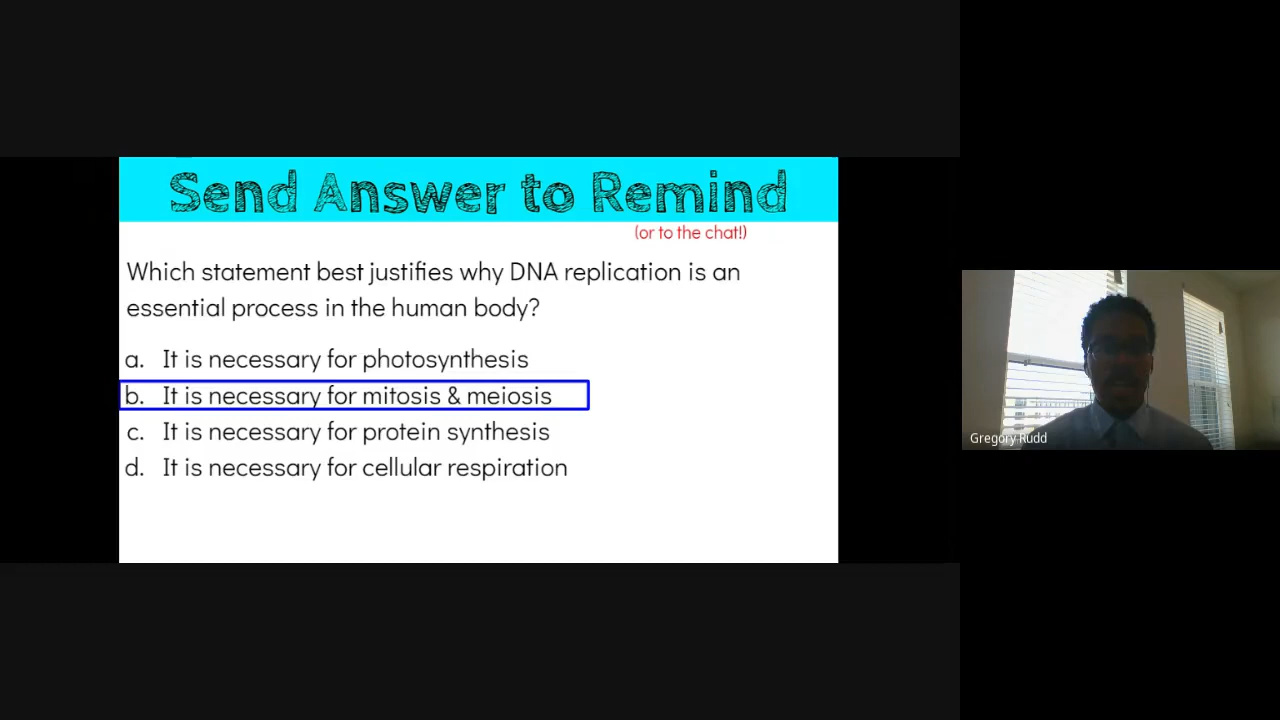 Send Answer to Remind
(or to the chat!)
Which statement best justifies why DNA replication is an
essential process in the human body?
a. It is necessary for photosynthesis
b. It is necessary for mitosis & meiosis
c. It is necessary for protein synthesis
d. It is necessary for cellular respiration
Gregory Rudd